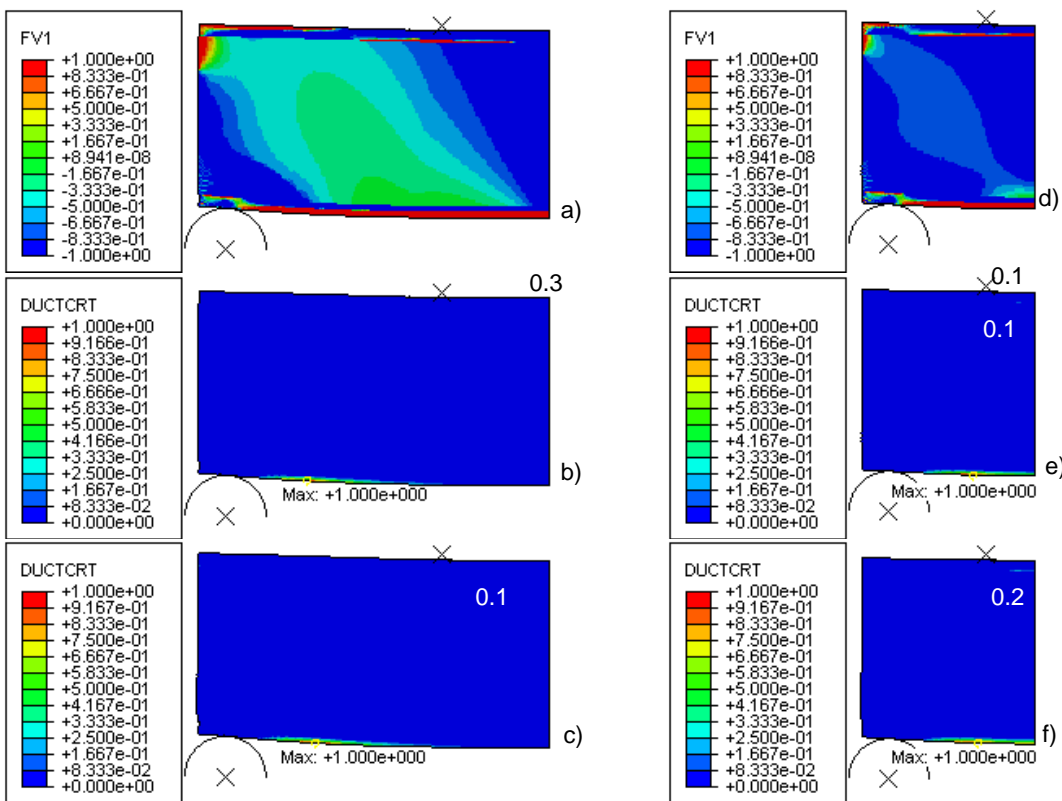 FV1
+1.000e+00
+8.333e-01
+6.667e-01
+5.000e-01
+3.333e-01
+1.667e-01
+8.941e-08
-1.667e-01
-3.333e-01
-5.000e-01
-6.667e-01
-8.333e-01
-1.000e+00
a)
DUCTCRT
+1.000e+00
+9.166e-01
+8.333e-01
+7.500e-01
+6.666e-01
+5.833e-01
+5.000e-01
+4.166e-01
+3.333e-01
+2.500e-01
+1.667e-01
+8.333e-02
+0.000e+00
0.3
b)
Max: +1.000e+000
DUCTCRT
+1.000e+00
+9.167e-01
+8.333e-01
+7.500e-01
+6.667e-01
+5.833e-01
+5.000e-01
+4.167e-01
+3.333e-01
+2.500e-01
+1.667e-01
+8.333e-02
+0.000e+00
0.1
c)
Max: +1.000e+000
FV1
+1.000e+00
+8.333e-01
+6.667e-01
+5.000e-01
+3.333e-01
+1.667e-01
+8.941e-08
-1.667e-01
-3.333e-01
-5.000e-01
-6.667e-01
-8.333e-01
-1.000e+00
d)
DUCTCRT
+1.000e+00
+9.166e-01
+8.333e-01
+7.500e-01
+6.666e-01
+5.833e-01
+5.000e-01
+4.167e-01
+3.333e-01
+2.500e-01
+1.667e-01
+8.333e-02
+0.000e+00
0.1
0.1
e)
Max: +1.000e+000
DUCTCRT
+1.000e+00
+9.167e-01
+8.333e-01
+7.500e-01
+6.667e-01
+5.833e-01
+5.000e-01
+4.167e-01
+3.333e-01
+2.500e-01
+1.667e-01
+8.333e-02
+0.000e+00
0.2
f)
Max: +1.000e+000